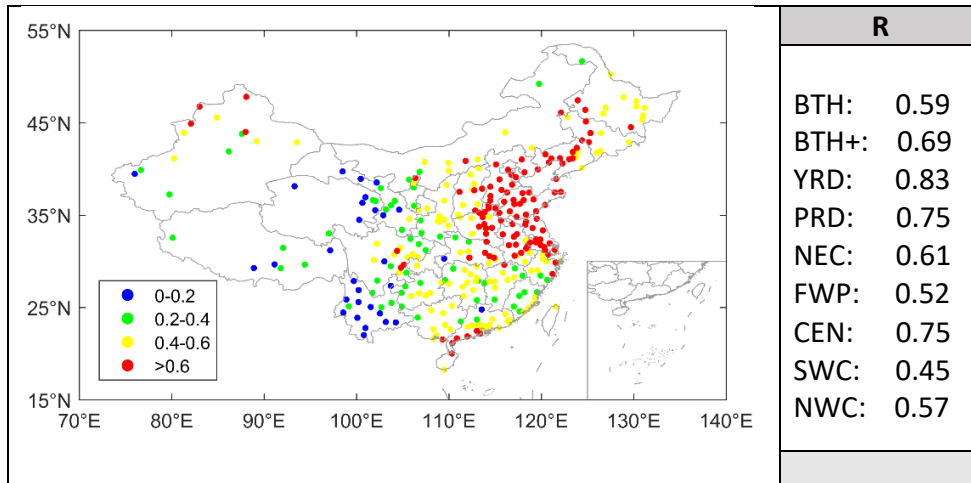 55°N
45°N
35°N
25°N
15°N
70°E
80°E
90°E
100°E
110°E
120°E
130°E
140°E
0-0.2
0.2-0.4
0.4-0.6
>0.6
R
BTH: 0.59
BTH+: 0.69
YRD: 0.83
PRD: 0.75
NEC: 0.61
FWP: 0.52
CEN: 0.75
SWC: 0.45
NWC: 0.57